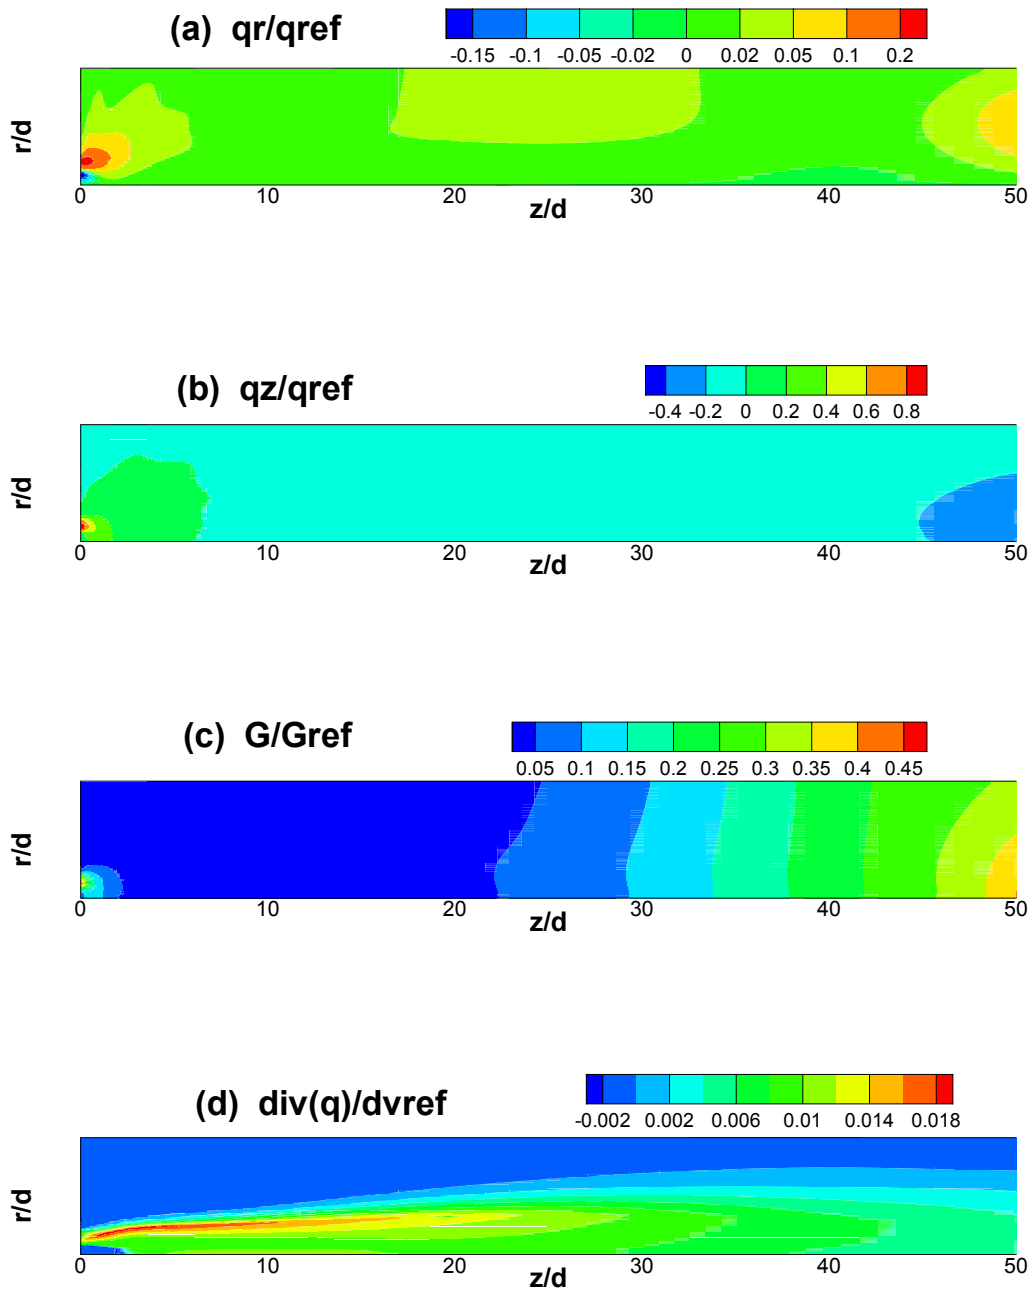 (a) qr/qref
-0.15 -0.1 -0.05 -0.02 0 0.02 0.05 0.1 0.2
r/d
0 10 20 30 40 50
z/d
(b) qz/qref
-0.4 -0.2 0 0.2 0.4 0.6 0.8
r/d
0 10 20 30 40 50
z/d
(c) G/Gref
0.05 0.1 0.15 0.2 0.25 0.3 0.35 0.4 0.45
r/d
0 10 20 30 40 50
z/d
(d) div(q)/dvref
-0.002 0.002 0.006 0.01 0.014 0.018
r/d
0 10 20 30 40 50
z/d